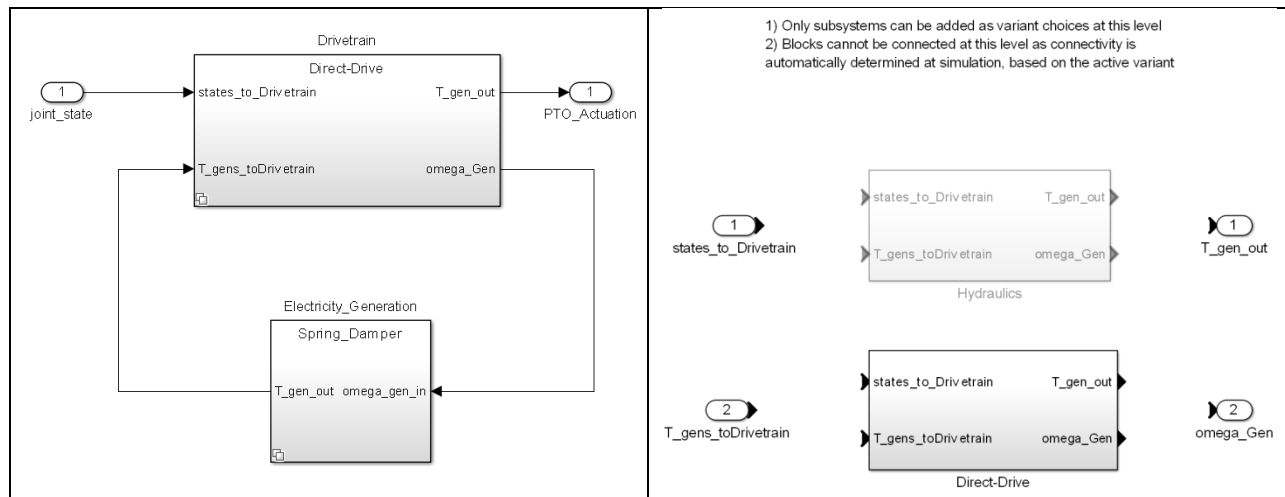 Drivetrain
Direct-Drive
1
joint_state
states_to_Drivetrain
T_gen_out
1
PTO_Actuation
T_gens_toDrivetrain
omega_Gen
Electricity_Generation
Spring_Damper
T_gen_out
omega_gen_in
1) Only subsystems can be added as variant choices at this level
2) Blocks cannot be connected at this level as connectivity is
automatically determined at simulation, based on the active variant
1
states_to_Drivetrain
states_to_Drivetrain
T_gen_out
T_gens_toDrivetrain
omega_Gen
Hydraulics
1
T_gen_out
2
T_gens_toDrivetrain
states_to_Drivetrain
T_gen_out
T_gens_toDrivetrain
omega_Gen
Direct-Drive
2
omega_Gen